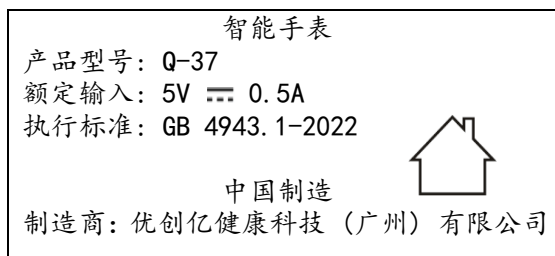 智能手表
产品型号: Q-37
额定输入: 5V ⎓ 0.5A
执行标准: GB 4943.1-2022
中国制造
制造商: 优创亿健康科技 (广州) 有限公司